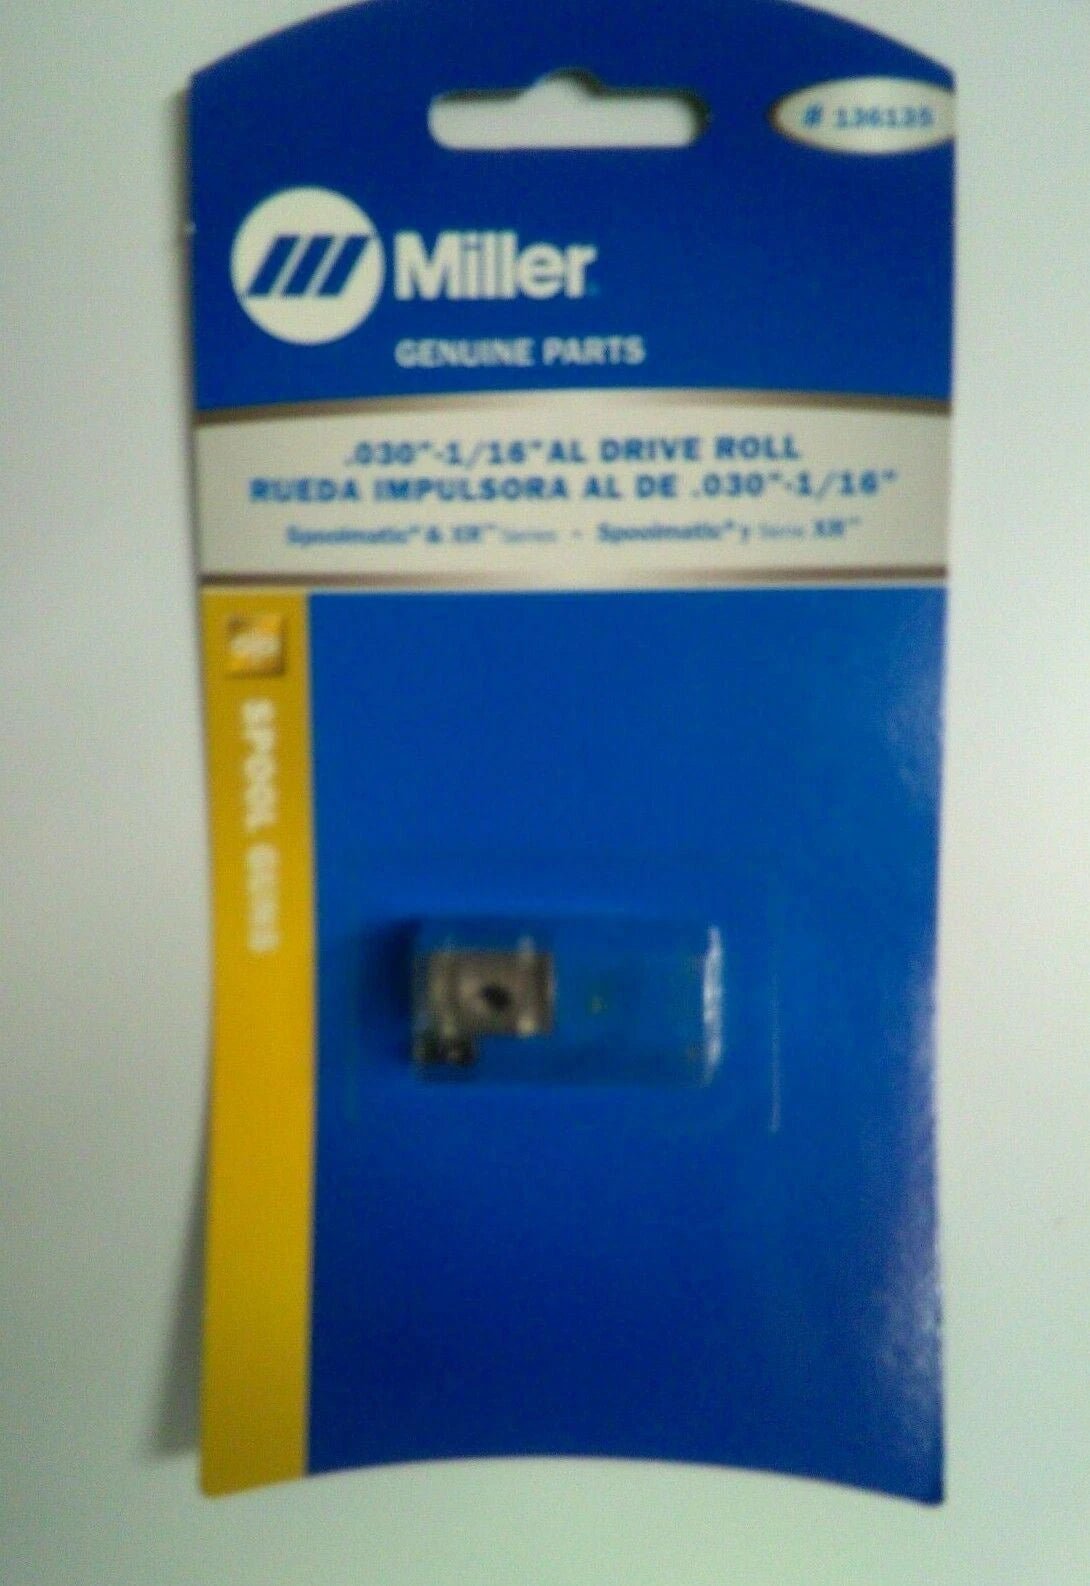 # 136135
Miller
GENUINE PARTS
.030"-1/16" AL DRIVE ROLL
RUEDA IMPULSORA AL DE .030"-1/16"
Spoolmatic® & XR™ Series • Spoolmatic® y Serie XR™
SPOOL GUNS